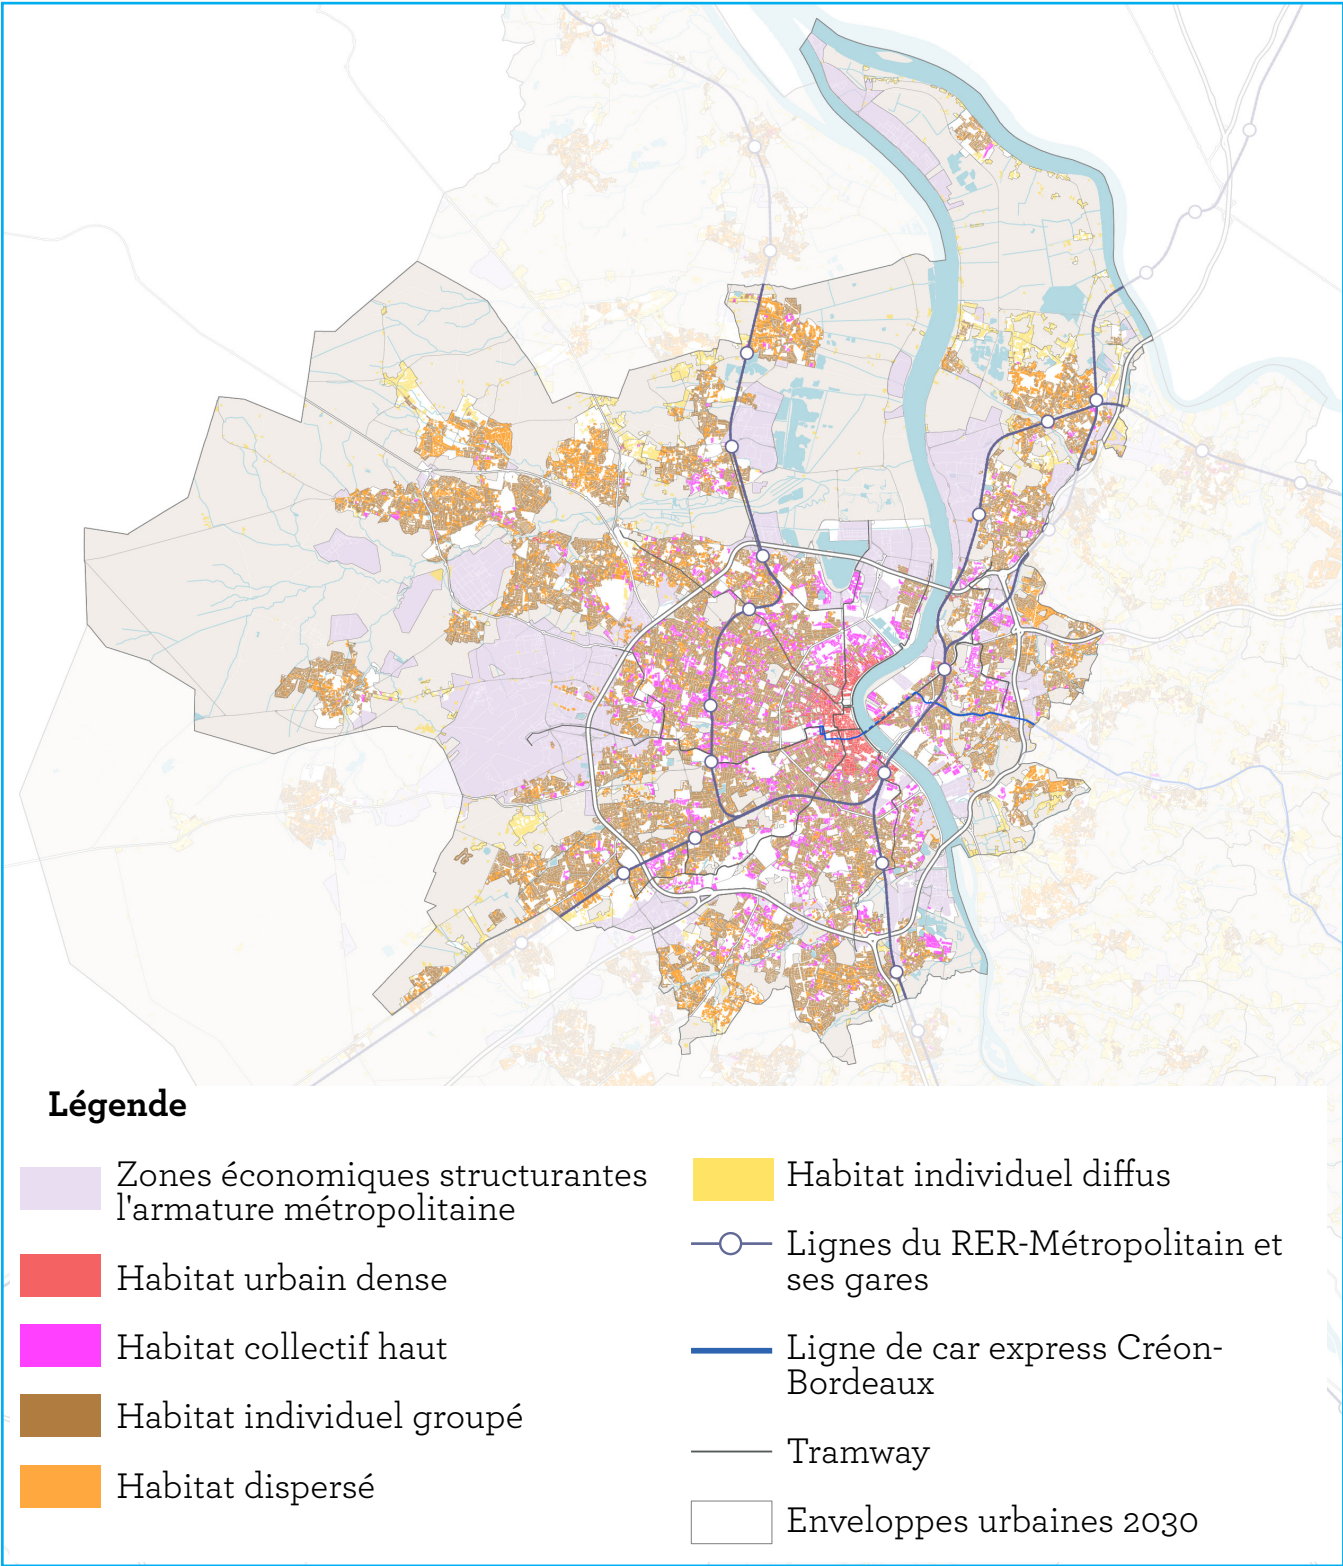 Légende
Zones économiques structurantes
l'armature métropolitaine
Habitat urbain dense
Habitat collectif haut
Habitat individuel groupé
Habitat dispersé
Habitat individuel diffus
Lignes du RER-Métropolitain et
ses gares
Ligne de car express Créon-
Bordeaux
Tramway
Enveloppes urbaines 2030